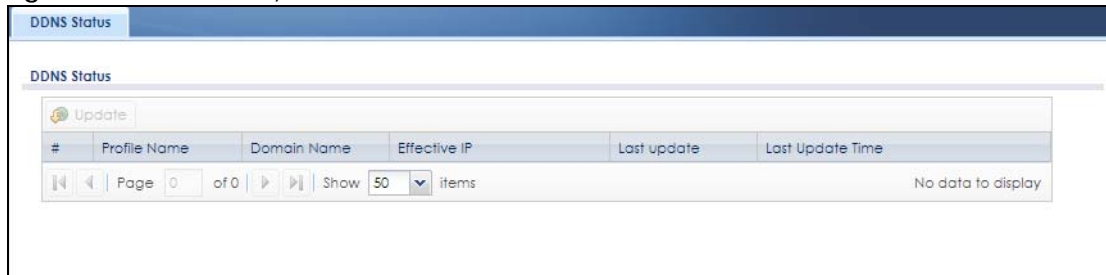 DDNS Status
DDNS Status
Update
# Profile Name Domain Name Effective IP Last update Last Update Time
Page 0 of 0 Show 50 items No data to display